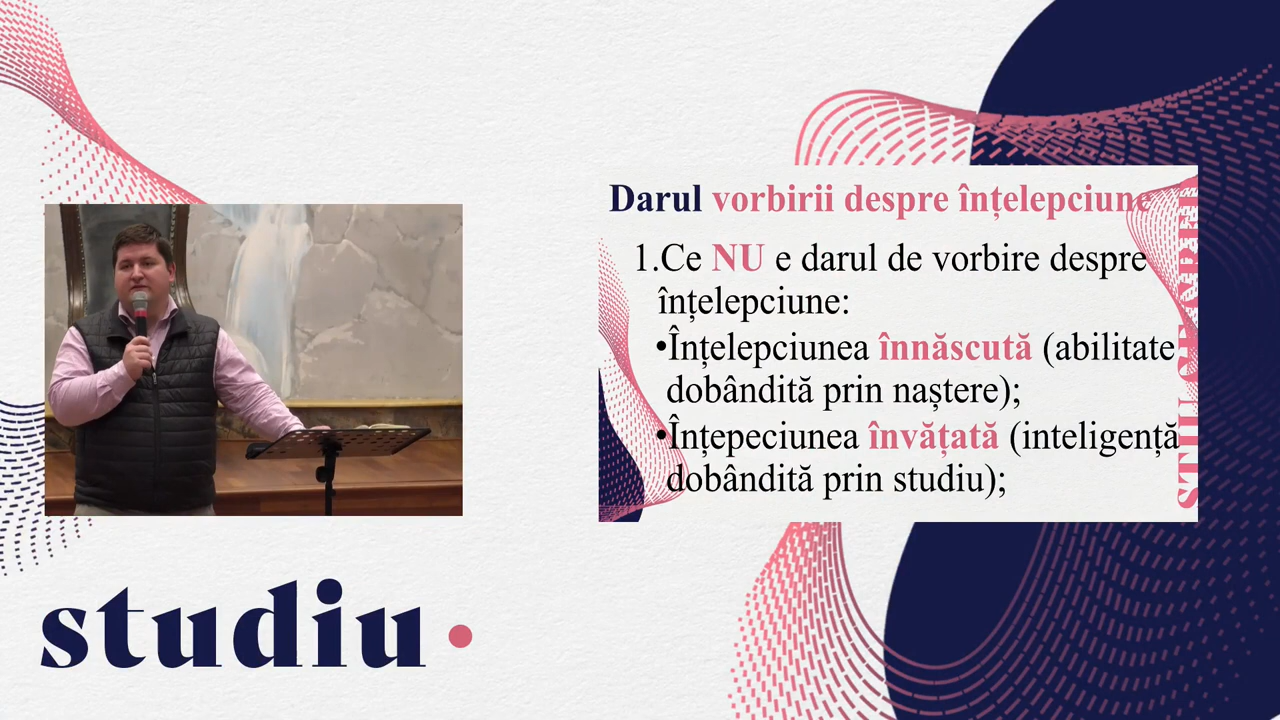 Darul vorbirii despre înțelepciune
1.Ce NU e darul de vorbire despre
înțelepciune:
•Înțelepciunea înnăscută (abilitate
dobândită prin naștere);
•Înțepeciunea învățată (inteligență
dobândită prin studiu);
studiu